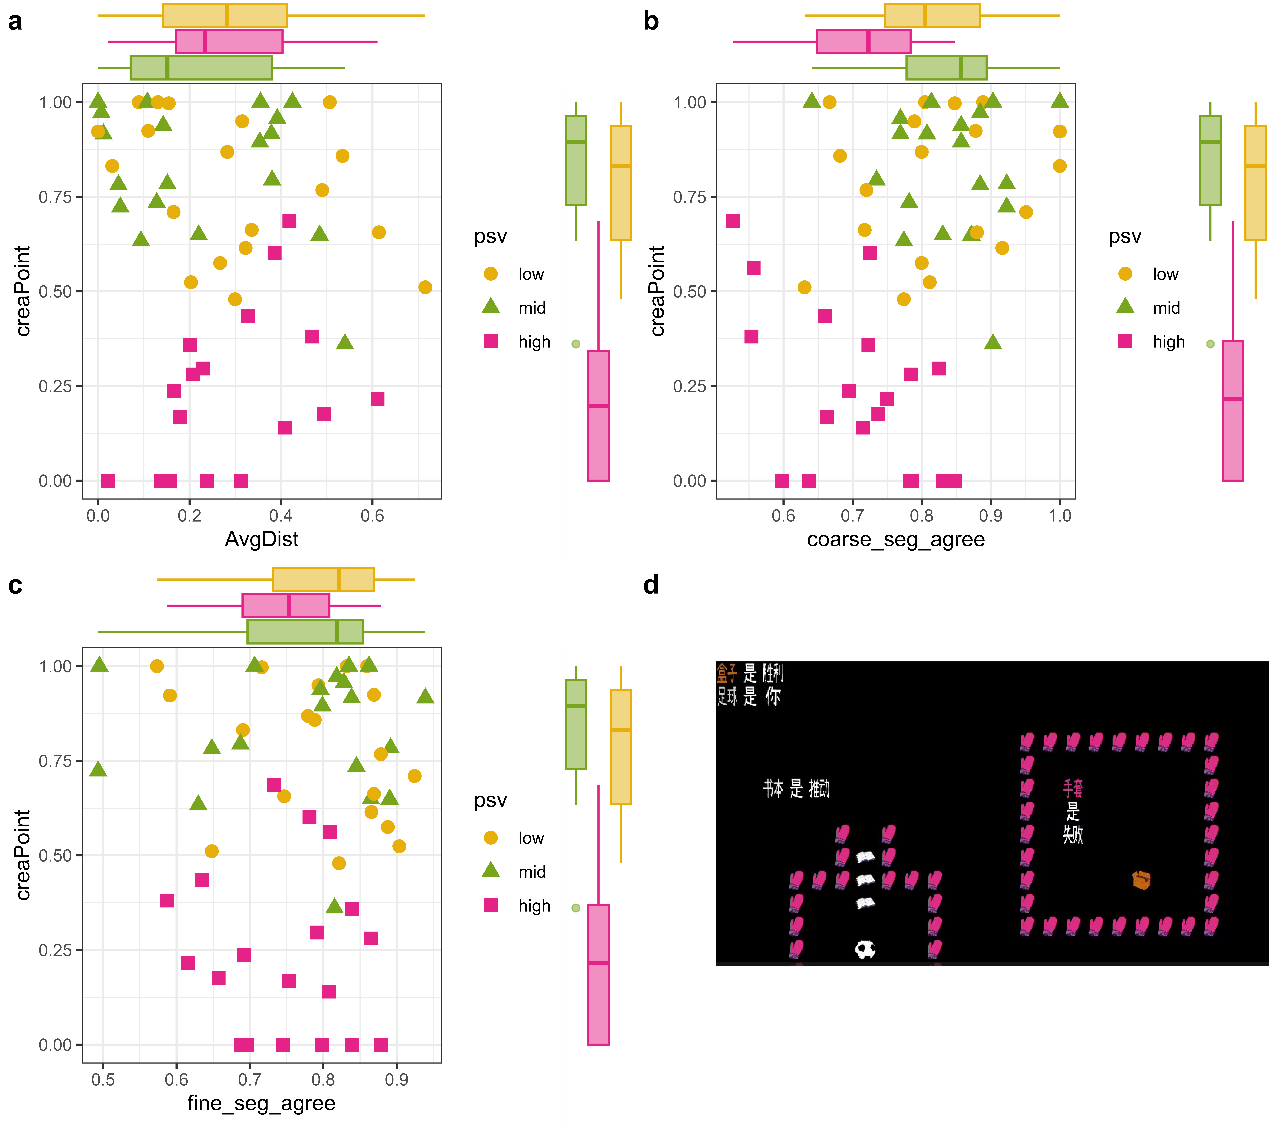 a
1.00
0.75
0.50
0.25
0.00
creaPoint
0.0 0.2 0.4 0.6
AvgDist
psv
low
mid
high
b
1.00
0.75
0.50
0.25
0.00
creaPoint
0.6 0.7 0.8 0.9 1.0
coarse_seg_agree
psv
low
mid
high
c
1.00
0.75
0.50
0.25
0.00
creaPoint
0.5 0.6 0.7 0.8 0.9
fine_seg_agree
psv
low
mid
high
d
盒子 是 胜利
足球 是 你
书本 是 推动
手套
是
失败